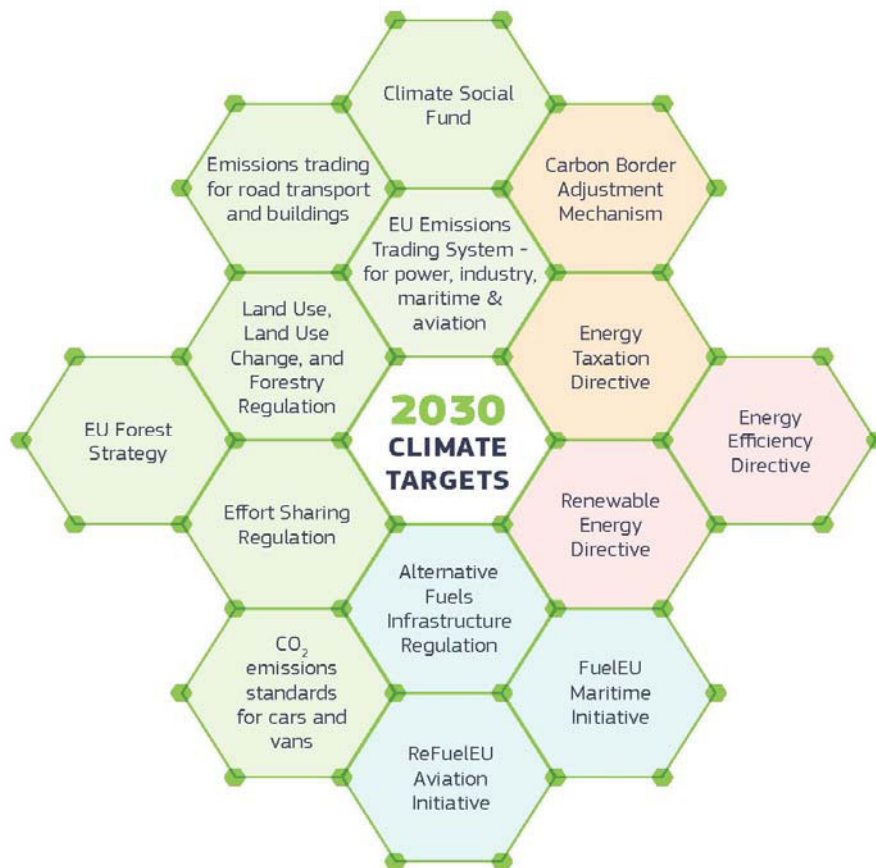 Climate Social
Fund
Emissions trading
for road transport
and buildings
Carbon Border
Adjustment
Mechanism
EU Emissions
Trading System -
for power, industry,
maritime &
aviation
Land Use,
Land Use
Change, and
Forestry
Regulation
Energy
Taxation
Directive
EU Forest
Strategy
2030
CLIMATE
TARGETS
Energy
Efficiency
Directive
Effort Sharing
Regulation
Renewable
Energy
Directive
Alternative
Fuels
Infrastructure
Regulation
CO₂
emissions
standards
for cars and
vans
FuelEU
Maritime
Initiative
ReFuelEU
Aviation
Initiative